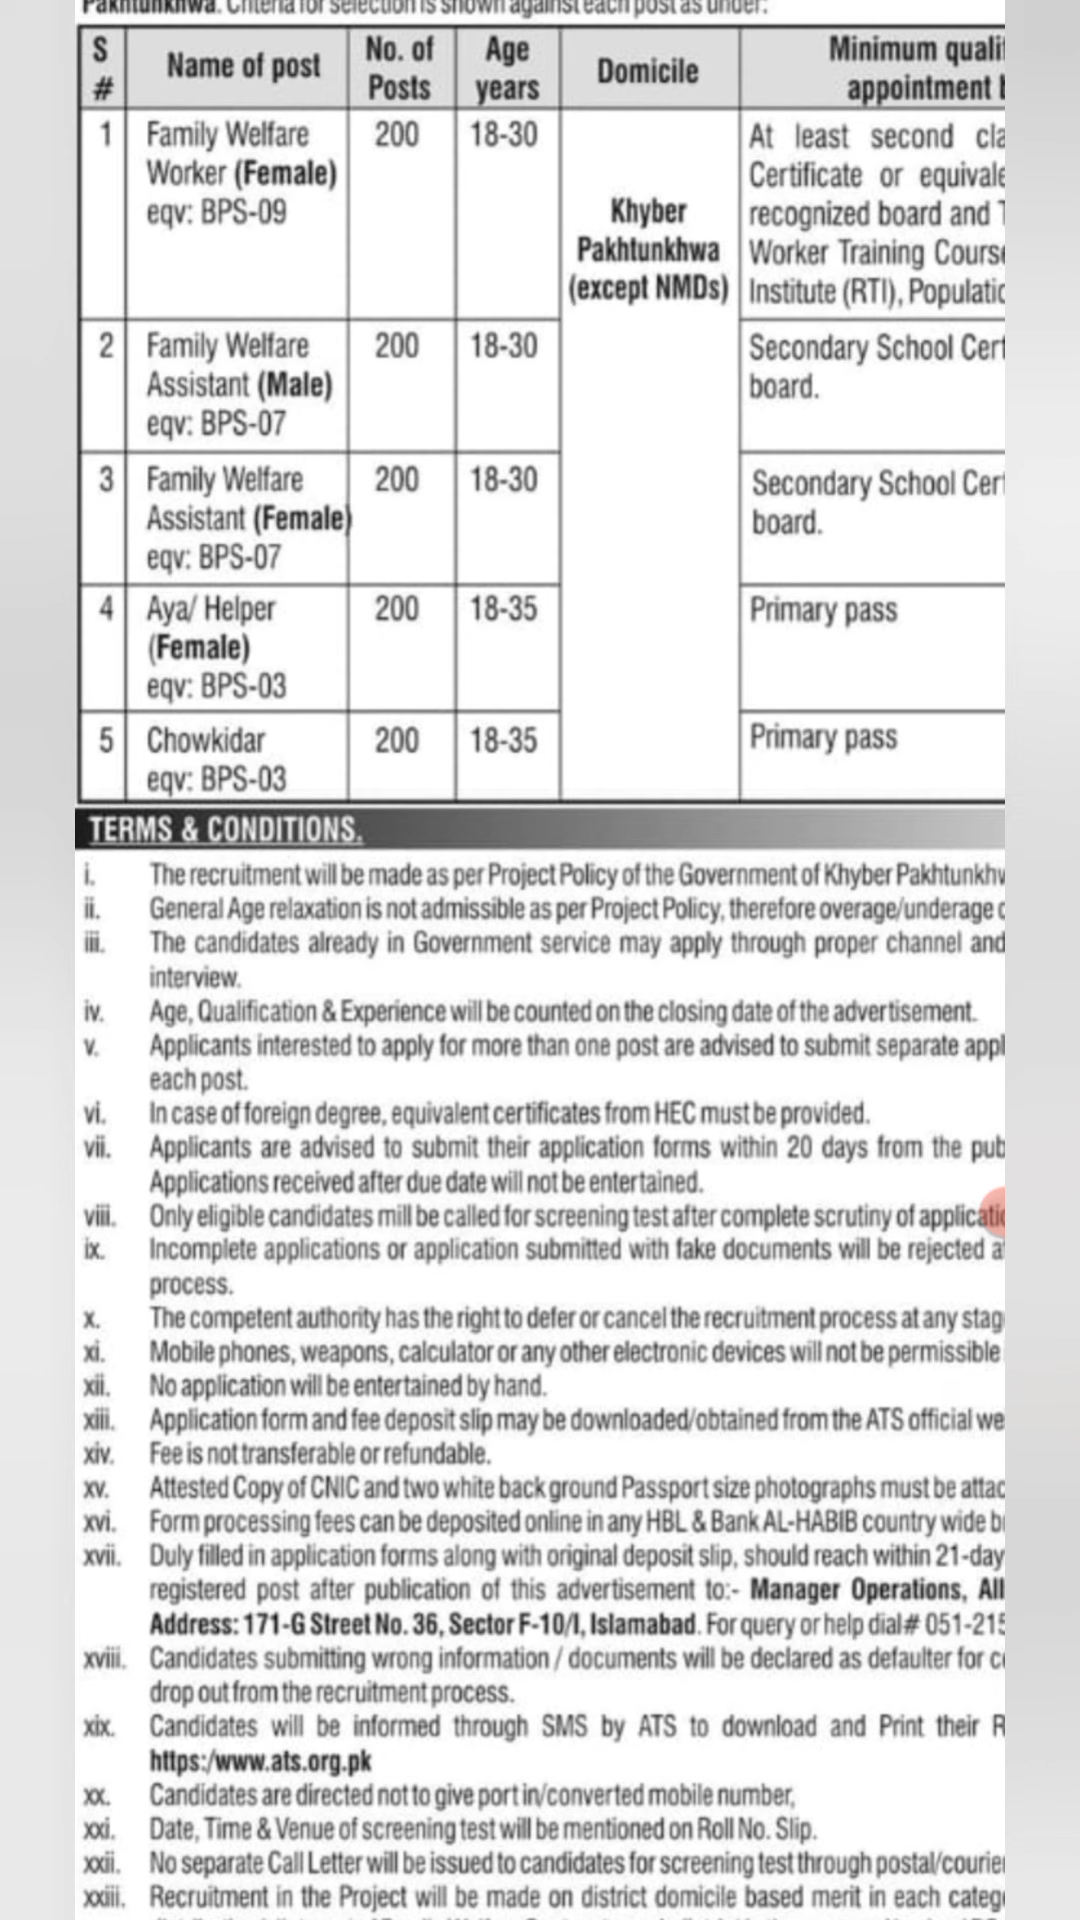 Pakhtunkhwa. Criteria for selection is shown against each post as under:
S # Name of post No. of Posts Age years Domicile Minimum appointment
1 Family Welfare Worker (Female) eqv: BPS-09 200 18-30
At least second
Certificate or
recognized board and
Worker Training
Institute (RTI),
Khyber Pakhtunkhwa (except NMDs)
2 Family Welfare Assistant (Male) eqv: BPS-07 200 18-30 Secondary School board.
3 Family Welfare Assistant (Female) eqv: BPS-07 200 18-30 Secondary School board.
4 Aya/ Helper (Female) eqv: BPS-03 200 18-35 Primary pass
5 Chowkidar eqv: BPS-03 200 18-35 Primary pass
TERMS & CONDITIONS.
i. The recruitment will be made as per Project Policy of the Government of Khyber
ii. General Age relaxation is not admissible as per Project Policy, therefore overage/underage
iii. The candidates already in Government service may apply through proper channel and
interview.
iv. Age, Qualification & Experience will be counted on the closing date of the advertisement.
v. Applicants interested to apply for more than one post are advised to submit separate
each post.
vi. In case of foreign degree, equivalent certificates from HEC must be provided.
vii. Applicants are advised to submit their application forms within 20 days from the
Applications received after due date will not be entertained.
viii. Only eligible candidates mill be called for screening test after complete scrutiny of
ix. Incomplete applications or application submitted with fake documents will be rejected
process.
x. The competent authority has the right to defer or cancel the recruitment process at any
xi. Mobile phones, weapons, calculator or any other electronic devices will not be permissible
xii. No application will be entertained by hand.
xiii. Application form and fee deposit slip may be downloaded/obtained from the ATS official
xiv. Fee is not transferable or refundable.
xv. Attested Copy of CNIC and two white back ground Passport size photographs must be
xvi. Form processing fees can be deposited online in any HBL & Bank AL-HABIB country wide
xvii. Duly filled in application forms along with original deposit slip, should reach within 21-day
registered post after publication of this advertisement to:- Manager Operations, All
Address: 171-G Street No. 36, Sector F-10/1, Islamabad. For query or help dial# 051-215
xviii. Candidates submitting wrong information / documents will be declared as defaulter for
drop out from the recruitment process.
xix. Candidates will be informed through SMS by ATS to download and Print their R
https:/www.ats.org.pk
xx. Candidates are directed not to give port in/converted mobile number,
xxi. Date, Time & Venue of screening test will be mentioned on Roll No. Slip.
xxii. No separate Call Letter will be issued to candidates for screening test through
xxiii. Recruitment in the Project will be made on district domicile based merit in each